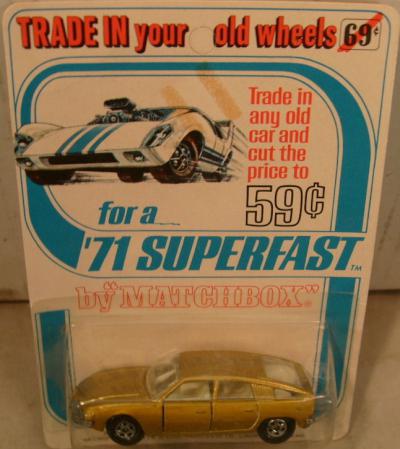 TRADE IN your old wheels 69¢
Trade in
any old
car and
cut the
price to
59¢
for a
'71 SUPERFAST TM
by "MATCHBOX"